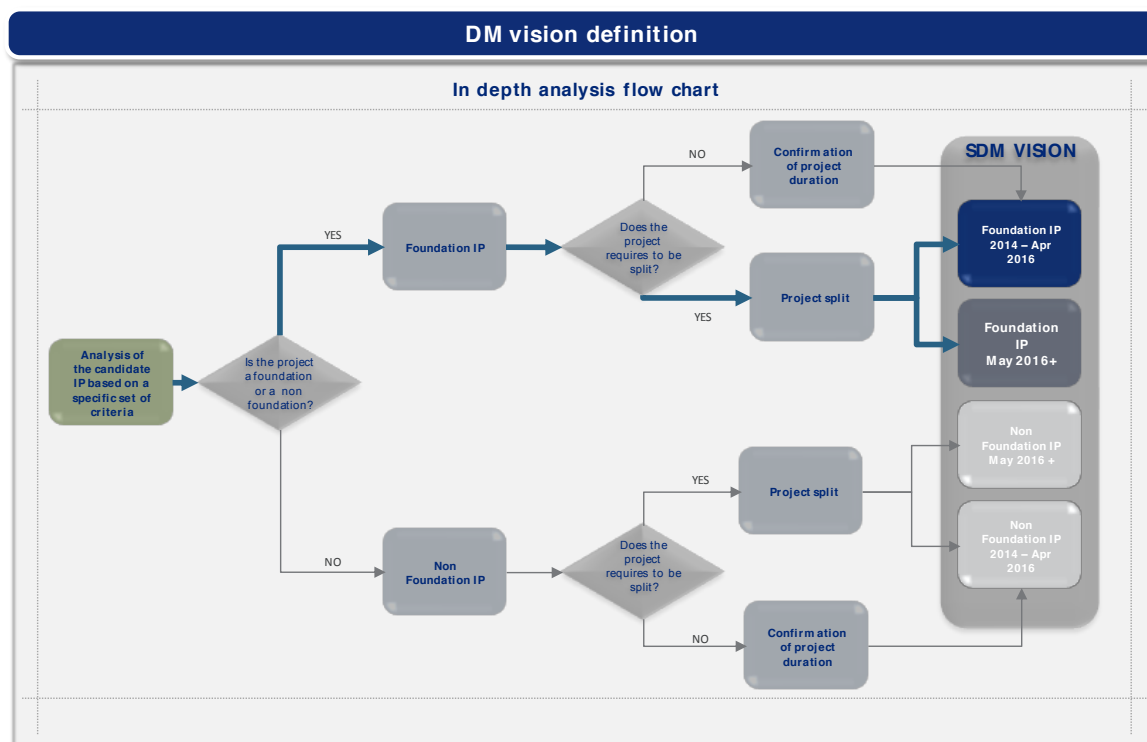 DM vision definition
In depth analysis flow chart
SDM VISION
NO
Confirmation
of project
duration
Foundation IP
2014 – Apr
2016
YES
Foundation IP
Does the
project
requires to be
split?
YES
Project split
Foundation
IP
May 2016+
Analysis of
the candidate
IP based on a
specific set of
criteria
Is the project
a foundation
or a non
foundation?
Non
Foundation IP
May 2016 +
YES
Project split
Non
Foundation IP
2014 – Apr
2016
NO
Non
Foundation IP
Does the
project
requires to be
split?
NO
Confirmation
of project
duration